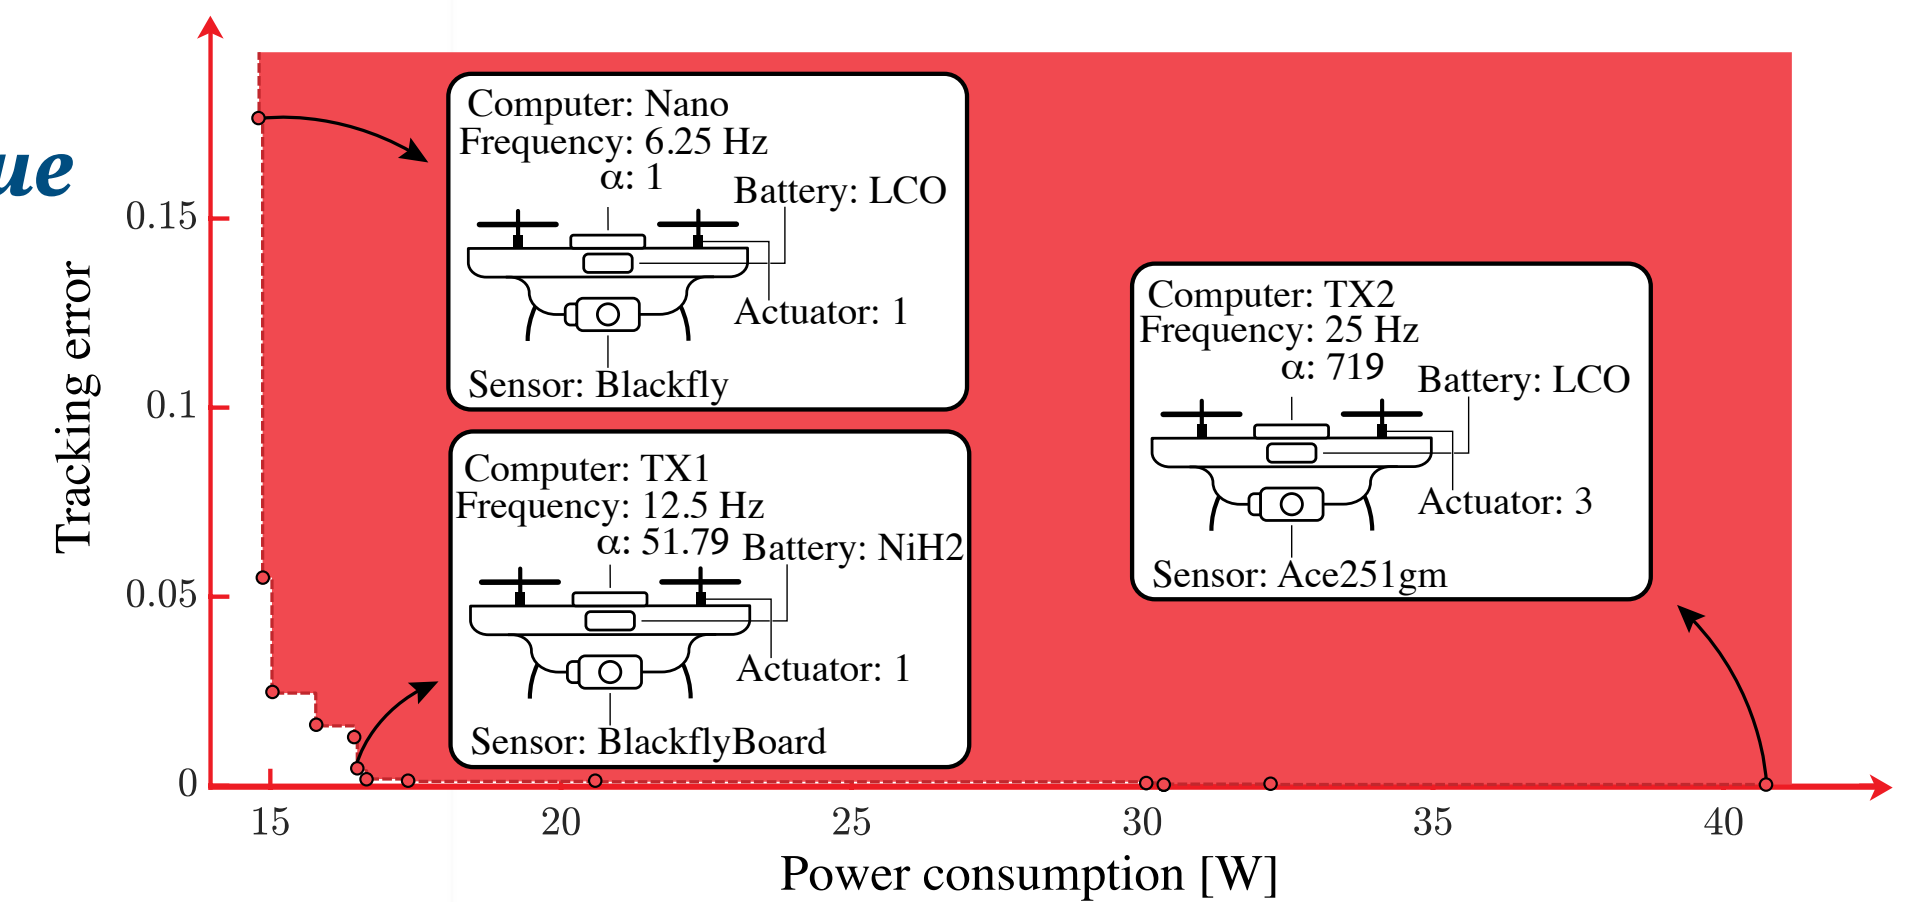 ue
Tracking error
0.15
0.1
0.05
0
Computer: Nano
Frequency: 6.25 Hz
α: 1
Battery: LCO
Actuator: 1
Sensor: Blackfly
Computer: TX1
Frequency: 12.5 Hz
α: 51.79
Battery: NiH2
Actuator: 1
Sensor: BlackflyBoard
Computer: TX2
Frequency: 25 Hz
α: 719
Battery: LCO
Actuator: 3
Sensor: Ace251gm
15 20 25 30 35 40
Power consumption [W]